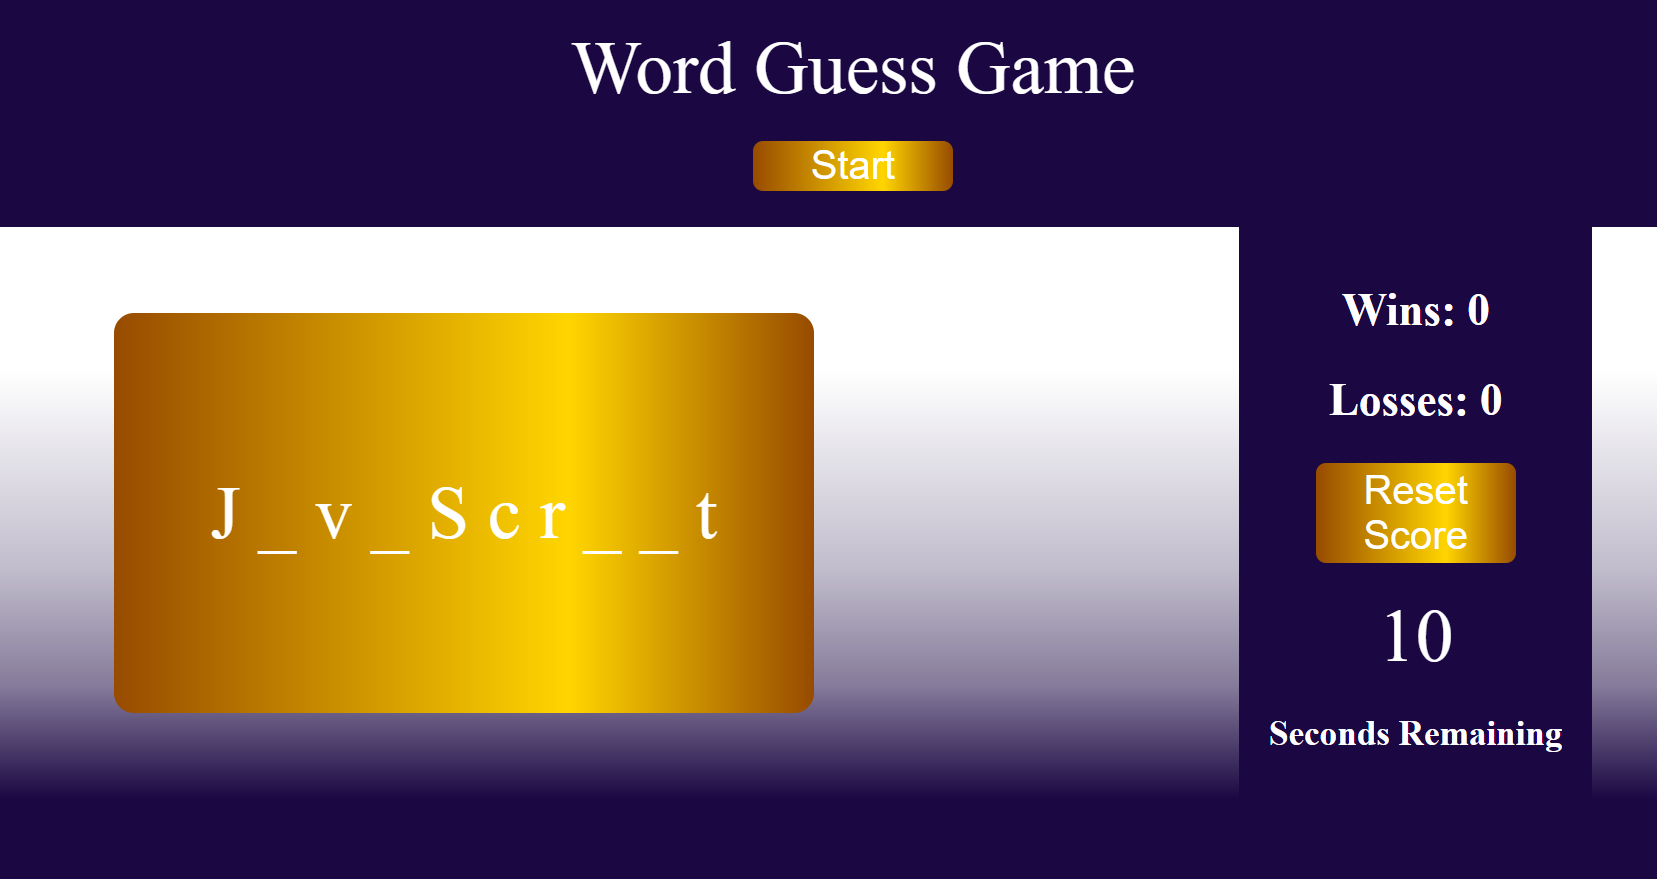 Word Guess Game
Start
J _ v _ S c r _ _ t
Wins: 0
Losses: 0
Reset
Score
10
Seconds Remaining